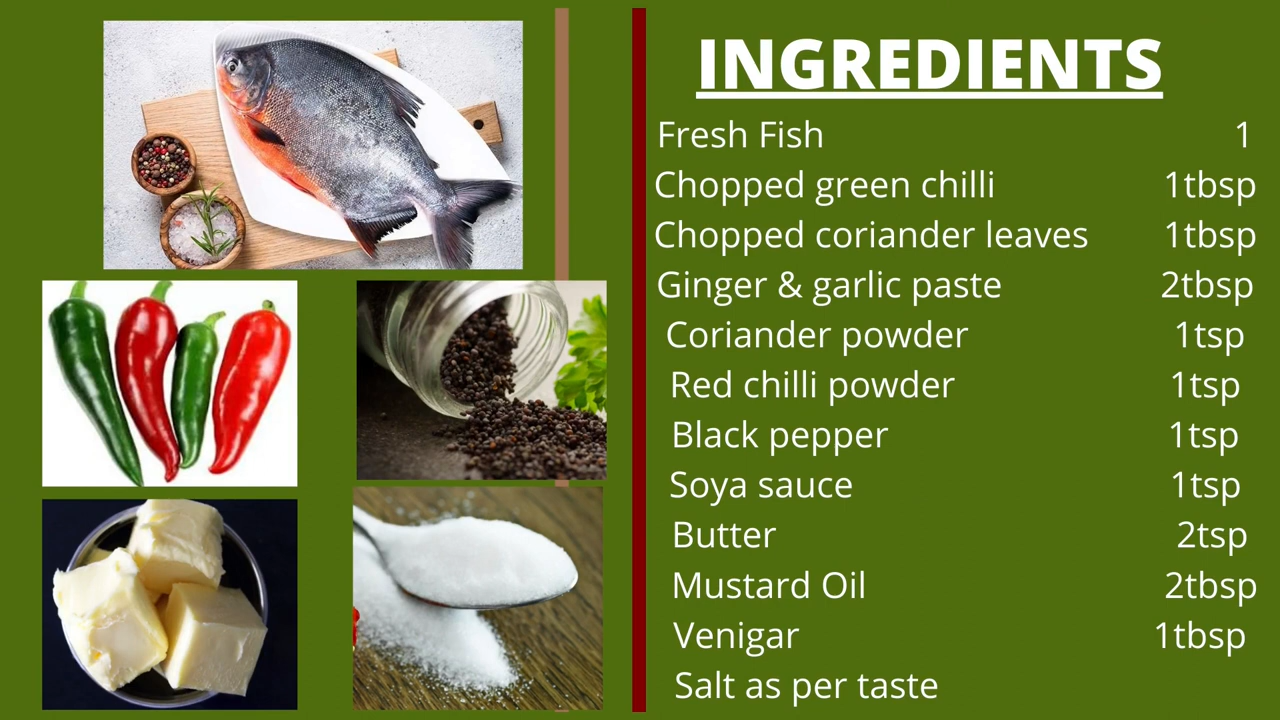 INGREDIENTS
Fresh Fish 1
Chopped green chilli 1tbsp
Chopped coriander leaves 1tbsp
Ginger & garlic paste 2tbsp
Coriander powder 1tsp
Red chilli powder 1tsp
Black pepper 1tsp
Soya sauce 1tsp
Butter 2tsp
Mustard Oil 2tbsp
Venigar 1tbsp
Salt as per taste